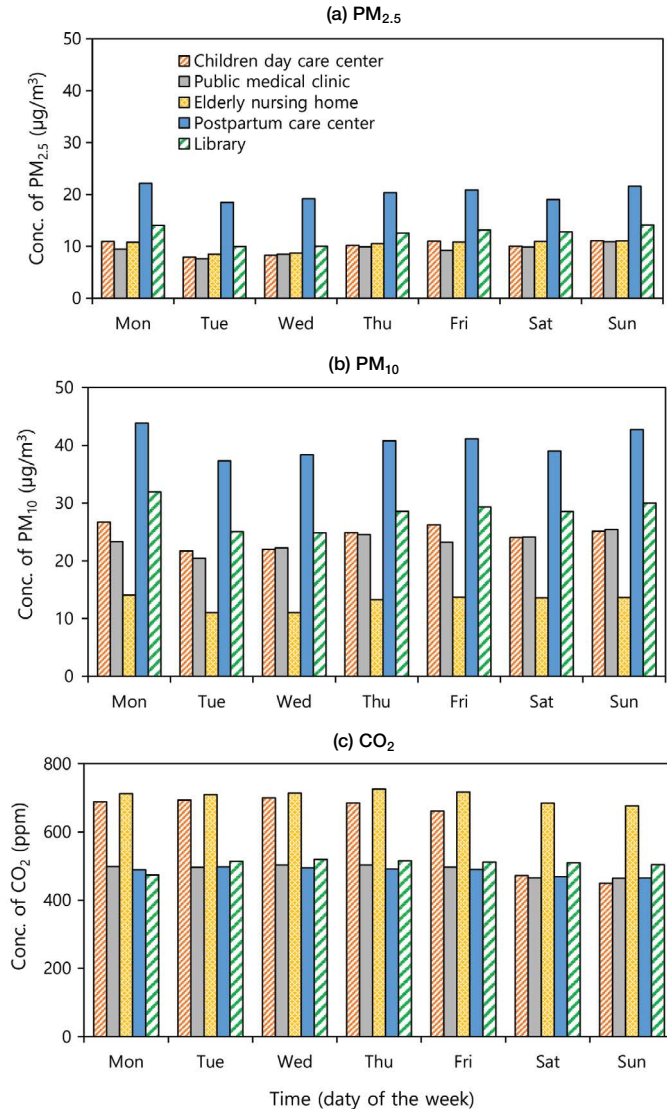 (a) PM2.5
Conc. of PM2.5 (μg/m³)
50
40
30
20
10
0
Children day care center
Public medical clinic
Elderly nursing home
Postpartum care center
Library
Mon Tue Wed Thu Fri Sat Sun
(b) PM10
Conc. of PM10 (μg/m³)
50
40
30
20
10
0
Mon Tue Wed Thu Fri Sat Sun
(c) CO2
Conc. of CO2 (ppm)
800
600
400
200
0
Mon Tue Wed Thu Fri Sat Sun
Time (daty of the week)